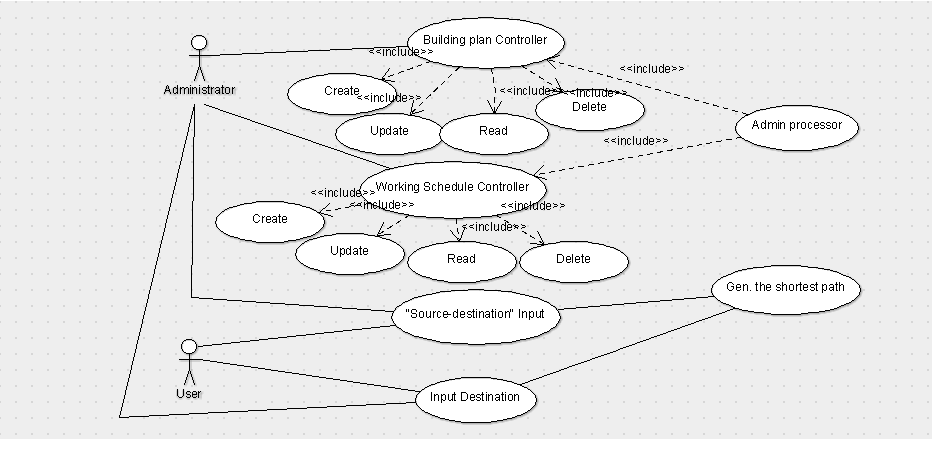 Building plan Controller
<<include>>
<<include>>
Administrator
Create
<<include>>
<<include>>
<<include>>
Delete
Update
Read
Admin processor
<<include>>
Working Schedule Controller
<<include>>
<<include>>
<<include>>
Create
<<include>>
Update
Read
Delete
Gen. the shortest path
"Source-destination" Input
User
Input Destination